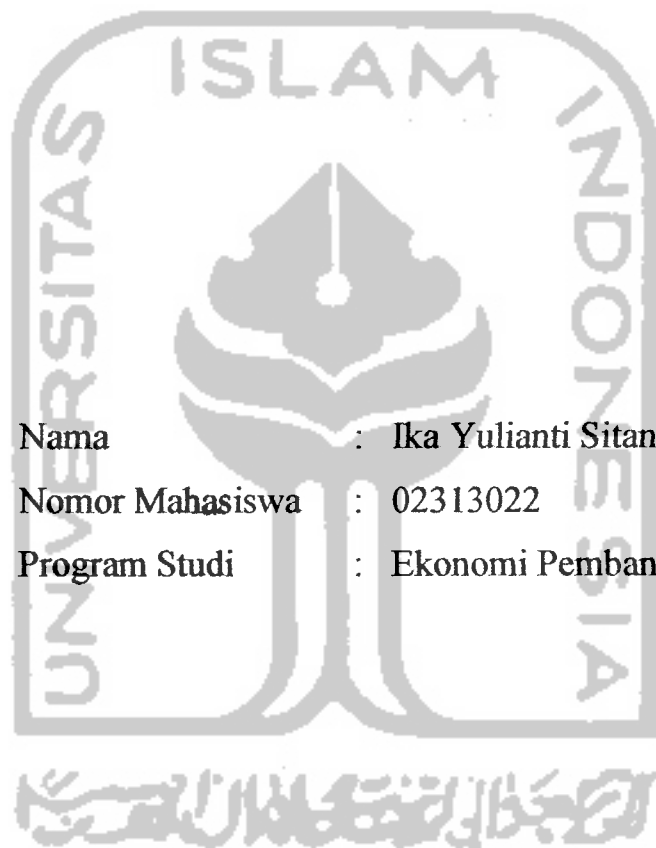 UNIVERSITAS ISLAM INDONESIA
Nama : Ika Yulianti Sitan
Nomor Mahasiswa : 02313022
Program Studi : Ekonomi Pemban